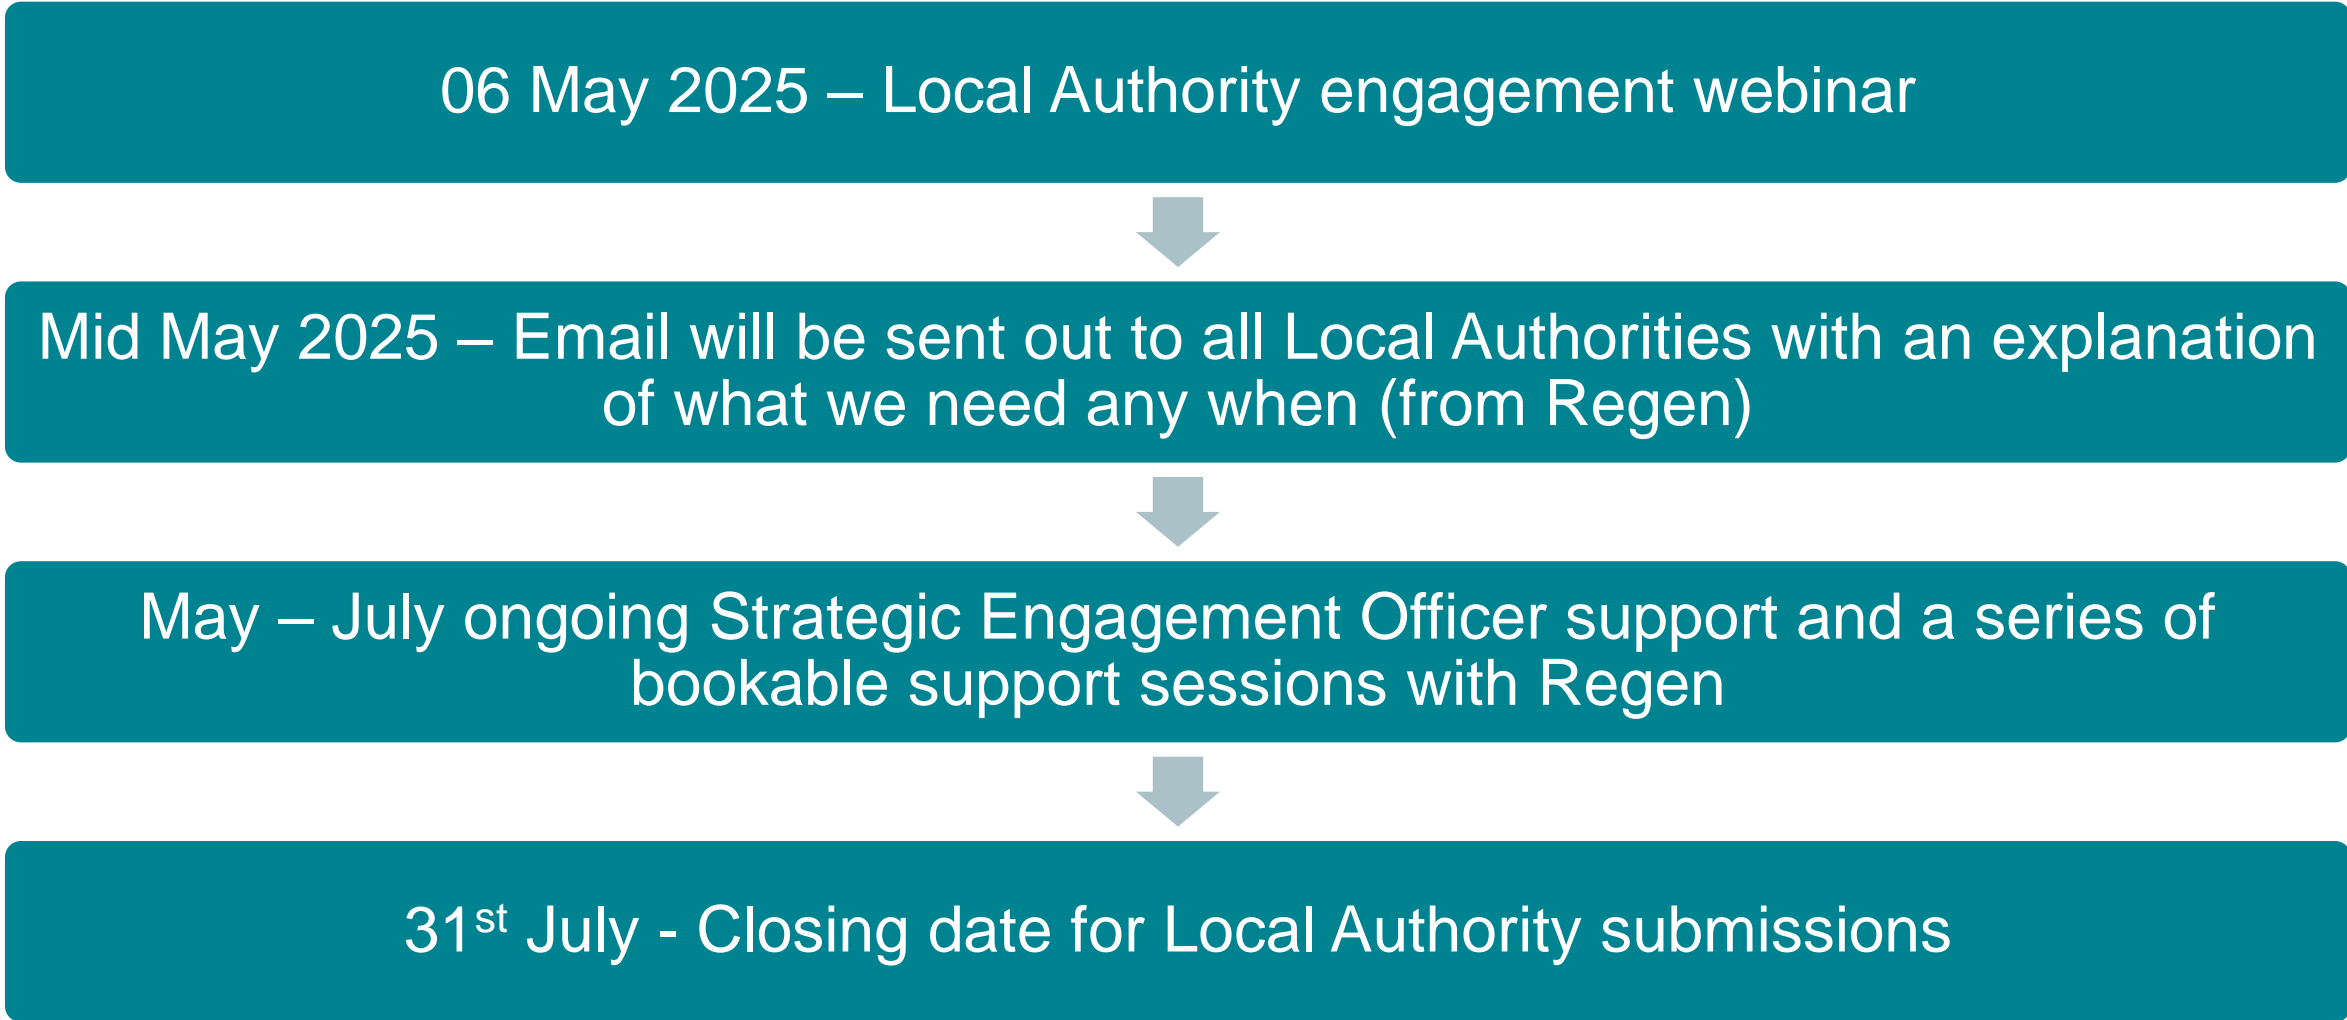 06 May 2025 – Local Authority engagement webinar
Mid May 2025 – Email will be sent out to all Local Authorities with an explanation
of what we need any when (from Regen)
May – July ongoing Strategic Engagement Officer support and a series of
bookable support sessions with Regen
31st July - Closing date for Local Authority submissions